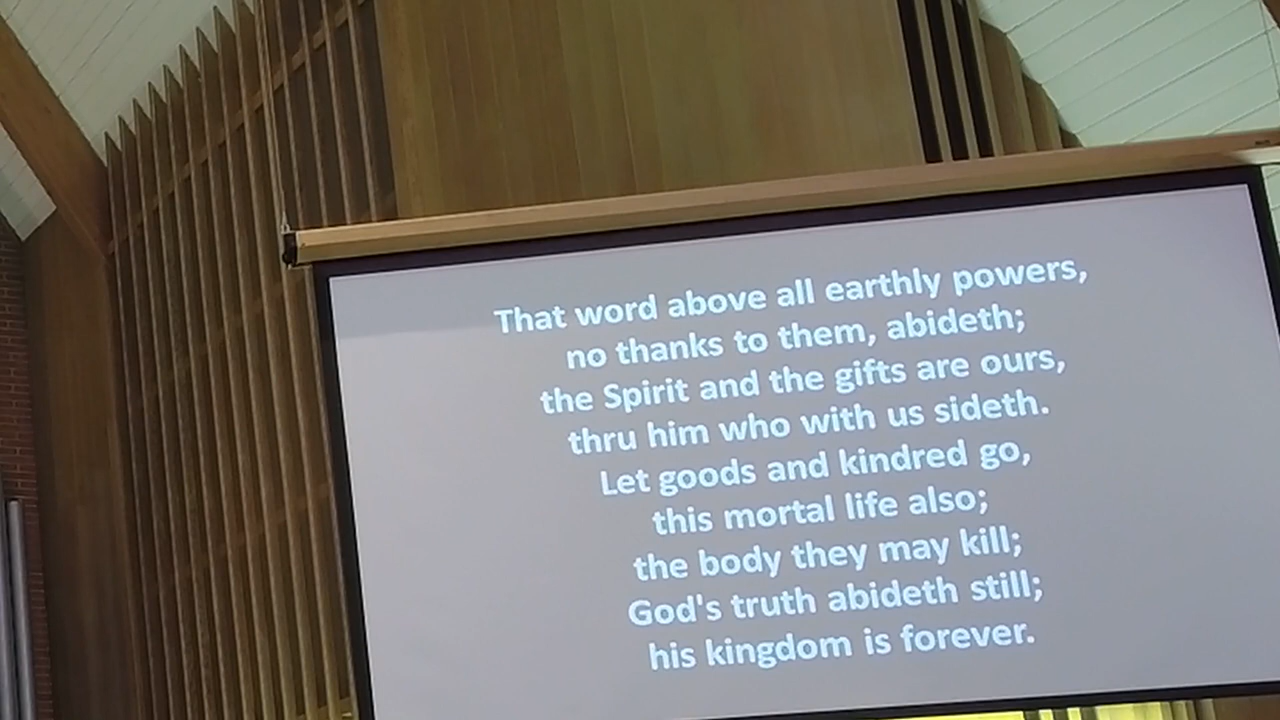 That word above all earthly powers,
no thanks to them, abideth;
the Spirit and the gifts are ours,
thru him who with us sideth.
Let goods and kindred go,
this mortal life also;
the body they may kill;
God's truth abideth still;
his kingdom is forever.